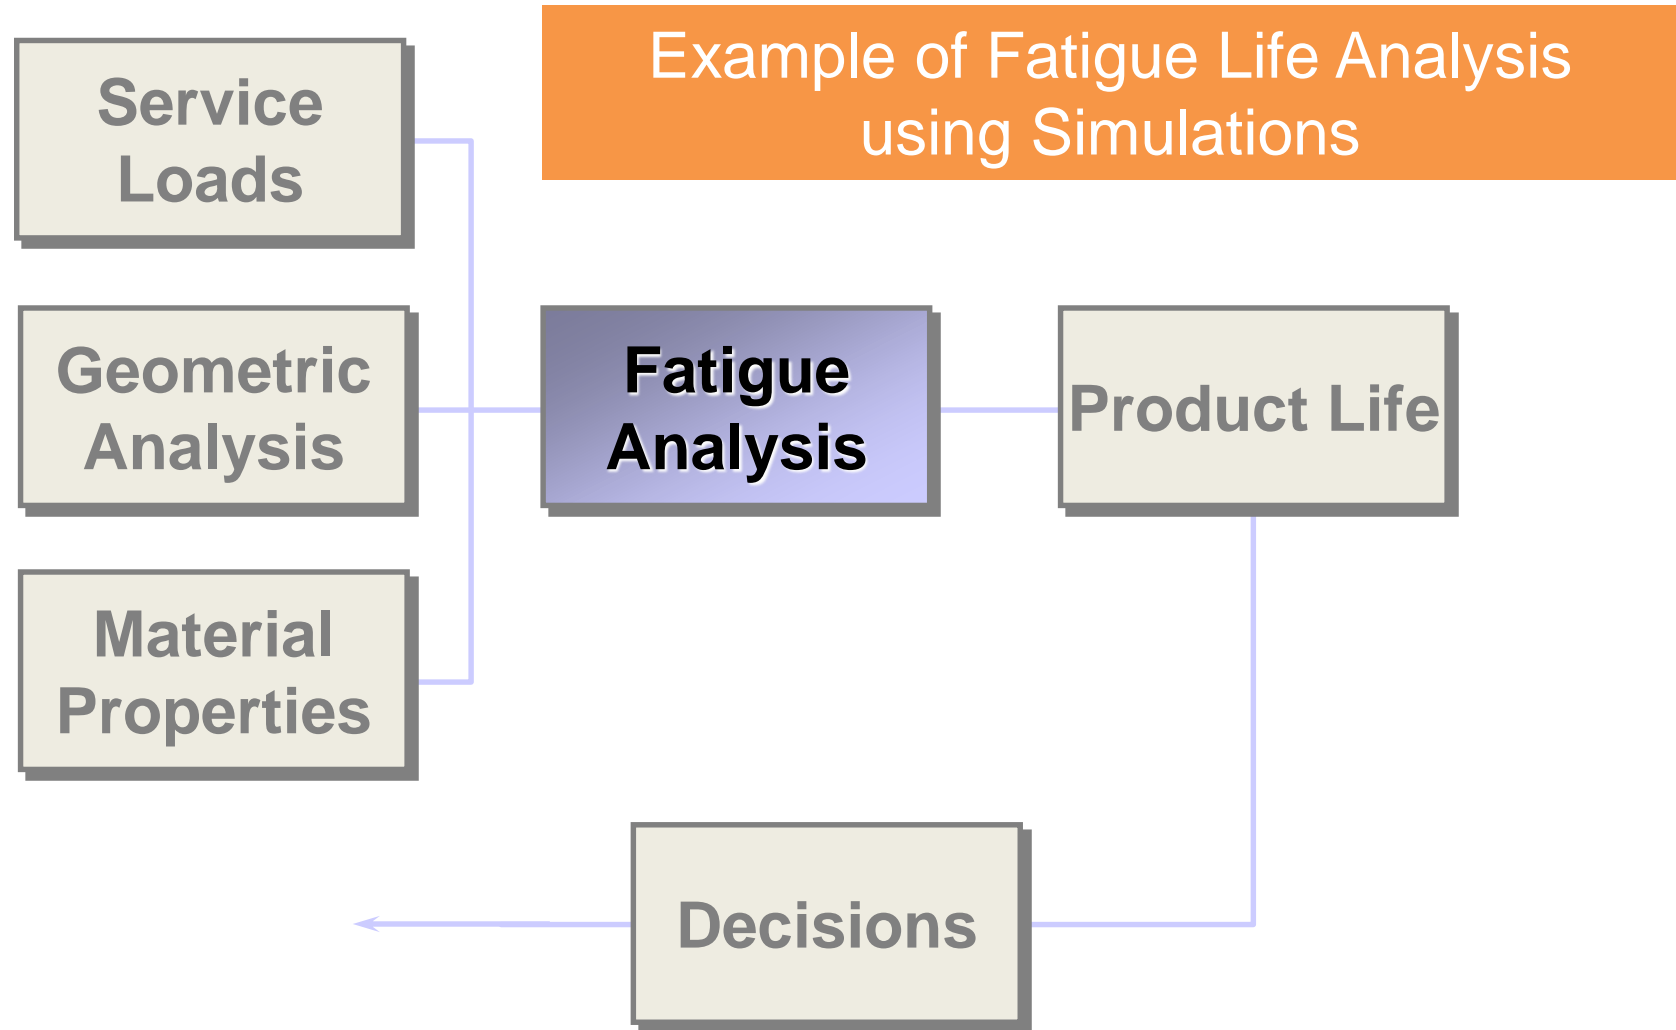 Example of Fatigue Life Analysis
using Simulations
Service
Loads
Geometric
Analysis
Fatigue
Analysis
Product Life
Material
Properties
Decisions